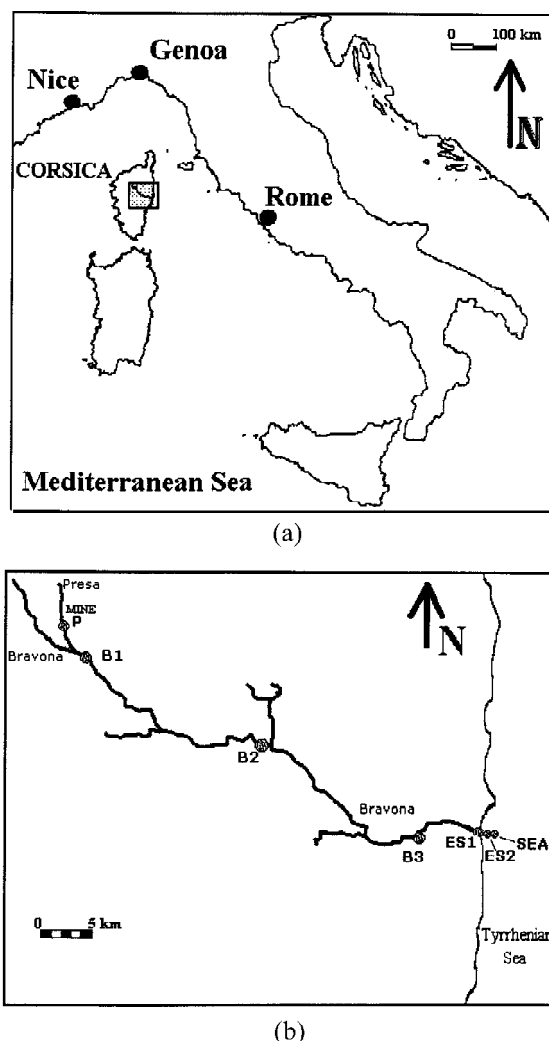 0 100 km
Genoa
Nice
N
CORSICA
Rome
Mediterranean Sea
(a)
Presa
MINE
P
N
Bravona
B1
B2
Bravona
ES1
SEA
B3
ES2
0 5 km
Tyrrhenian
Sea
(b)